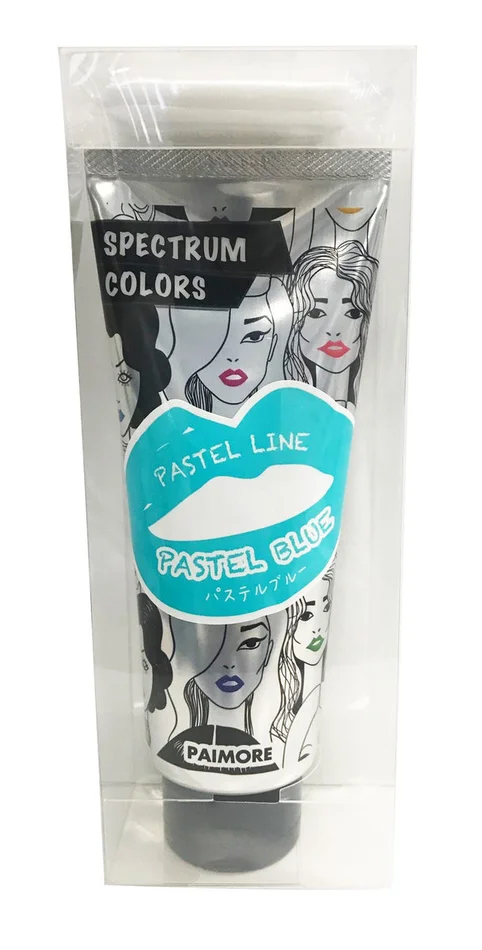 SPECTRUM
COLORS
PASTEL LINE
PASTEL BLUE
パステルブルー
PAIMORE